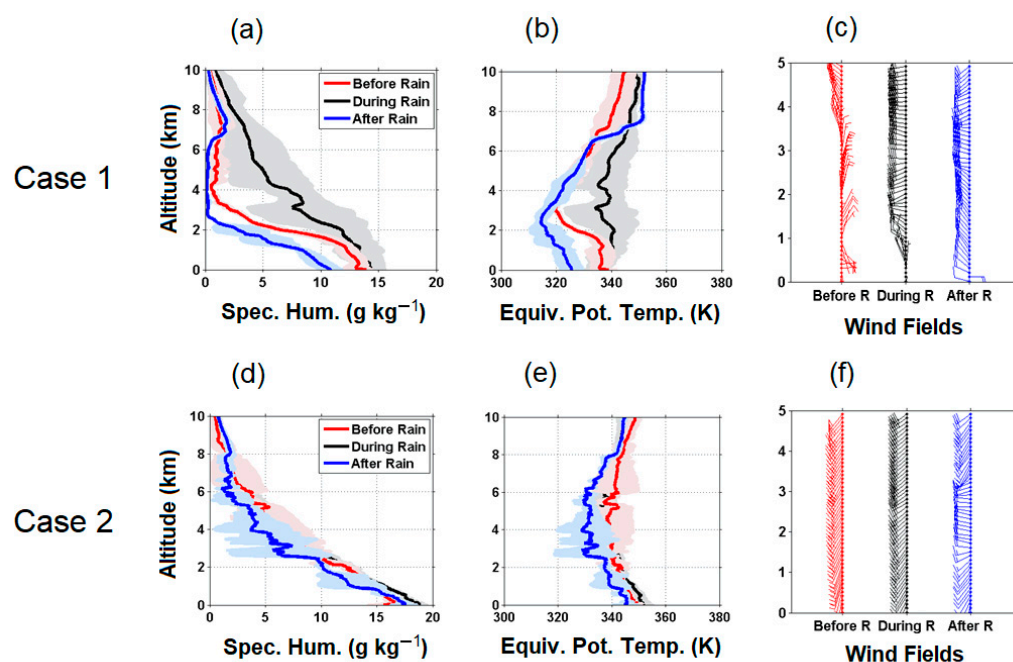 (a)
(b)
(c)
Case 1
Altitude (km)
10
8
6
4
2
0
0
5
10
15
20
Before Rain
During Rain
After Rain
Spec. Hum. (g kg−1)
10
8
6
4
2
0
300
320
340
360
380
Equiv. Pot. Temp. (K)
5
4
3
2
1
0
Before R
During R
After R
Wind Fields
(d)
(e)
(f)
Case 2
Altitude (km)
10
8
6
4
2
0
0
5
10
15
20
Before Rain
During Rain
After Rain
Spec. Hum. (g kg−1)
10
8
6
4
2
0
300
320
340
360
380
Equiv. Pot. Temp. (K)
5
4
3
2
1
0
Before R
During R
After R
Wind Fields